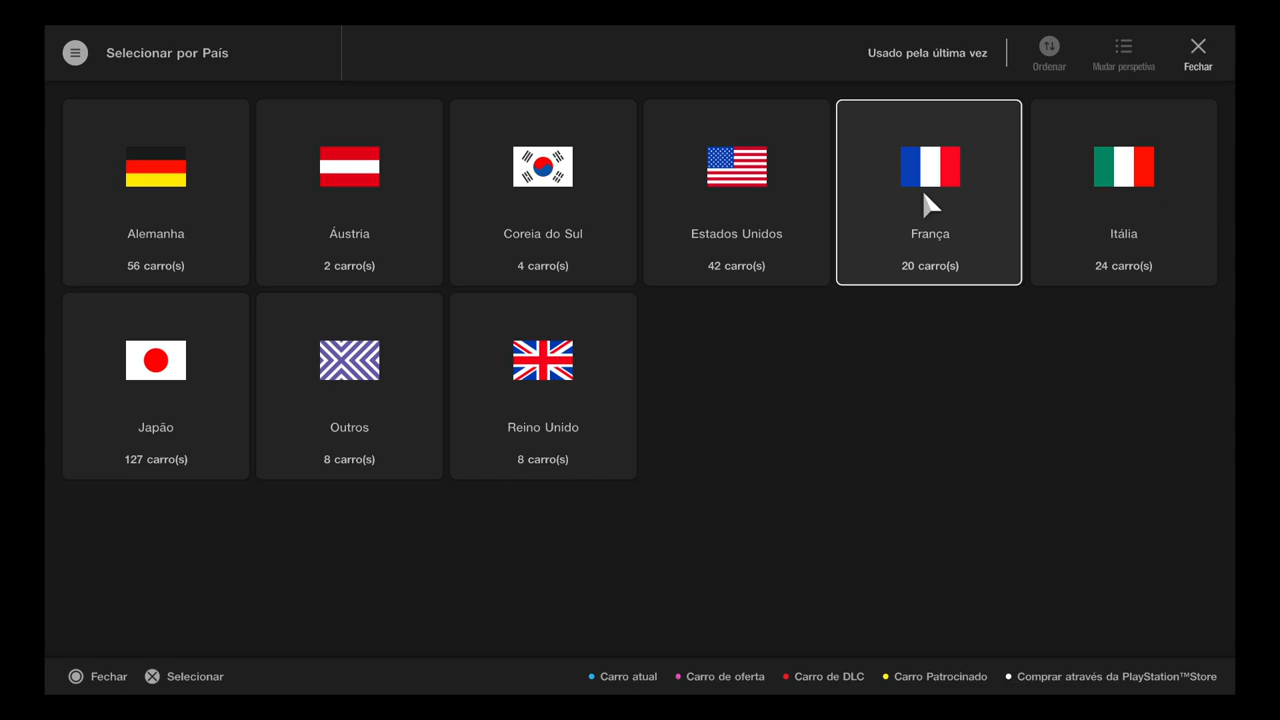 Selecionar por País
Usado pela última vez
Ordenar
Mudar perspetiva
Fechar
Alemanha
56 carro(s)
Áustria
2 carro(s)
Coreia do Sul
4 carro(s)
Estados Unidos
42 carro(s)
França
20 carro(s)
Itália
24 carro(s)
Japão
127 carro(s)
Outros
8 carro(s)
Reino Unido
8 carro(s)
Fechar
Selecionar
Carro atual
Carro de oferta
Carro de DLC
Carro Patrocinado
Comprar através da PlayStation™Store